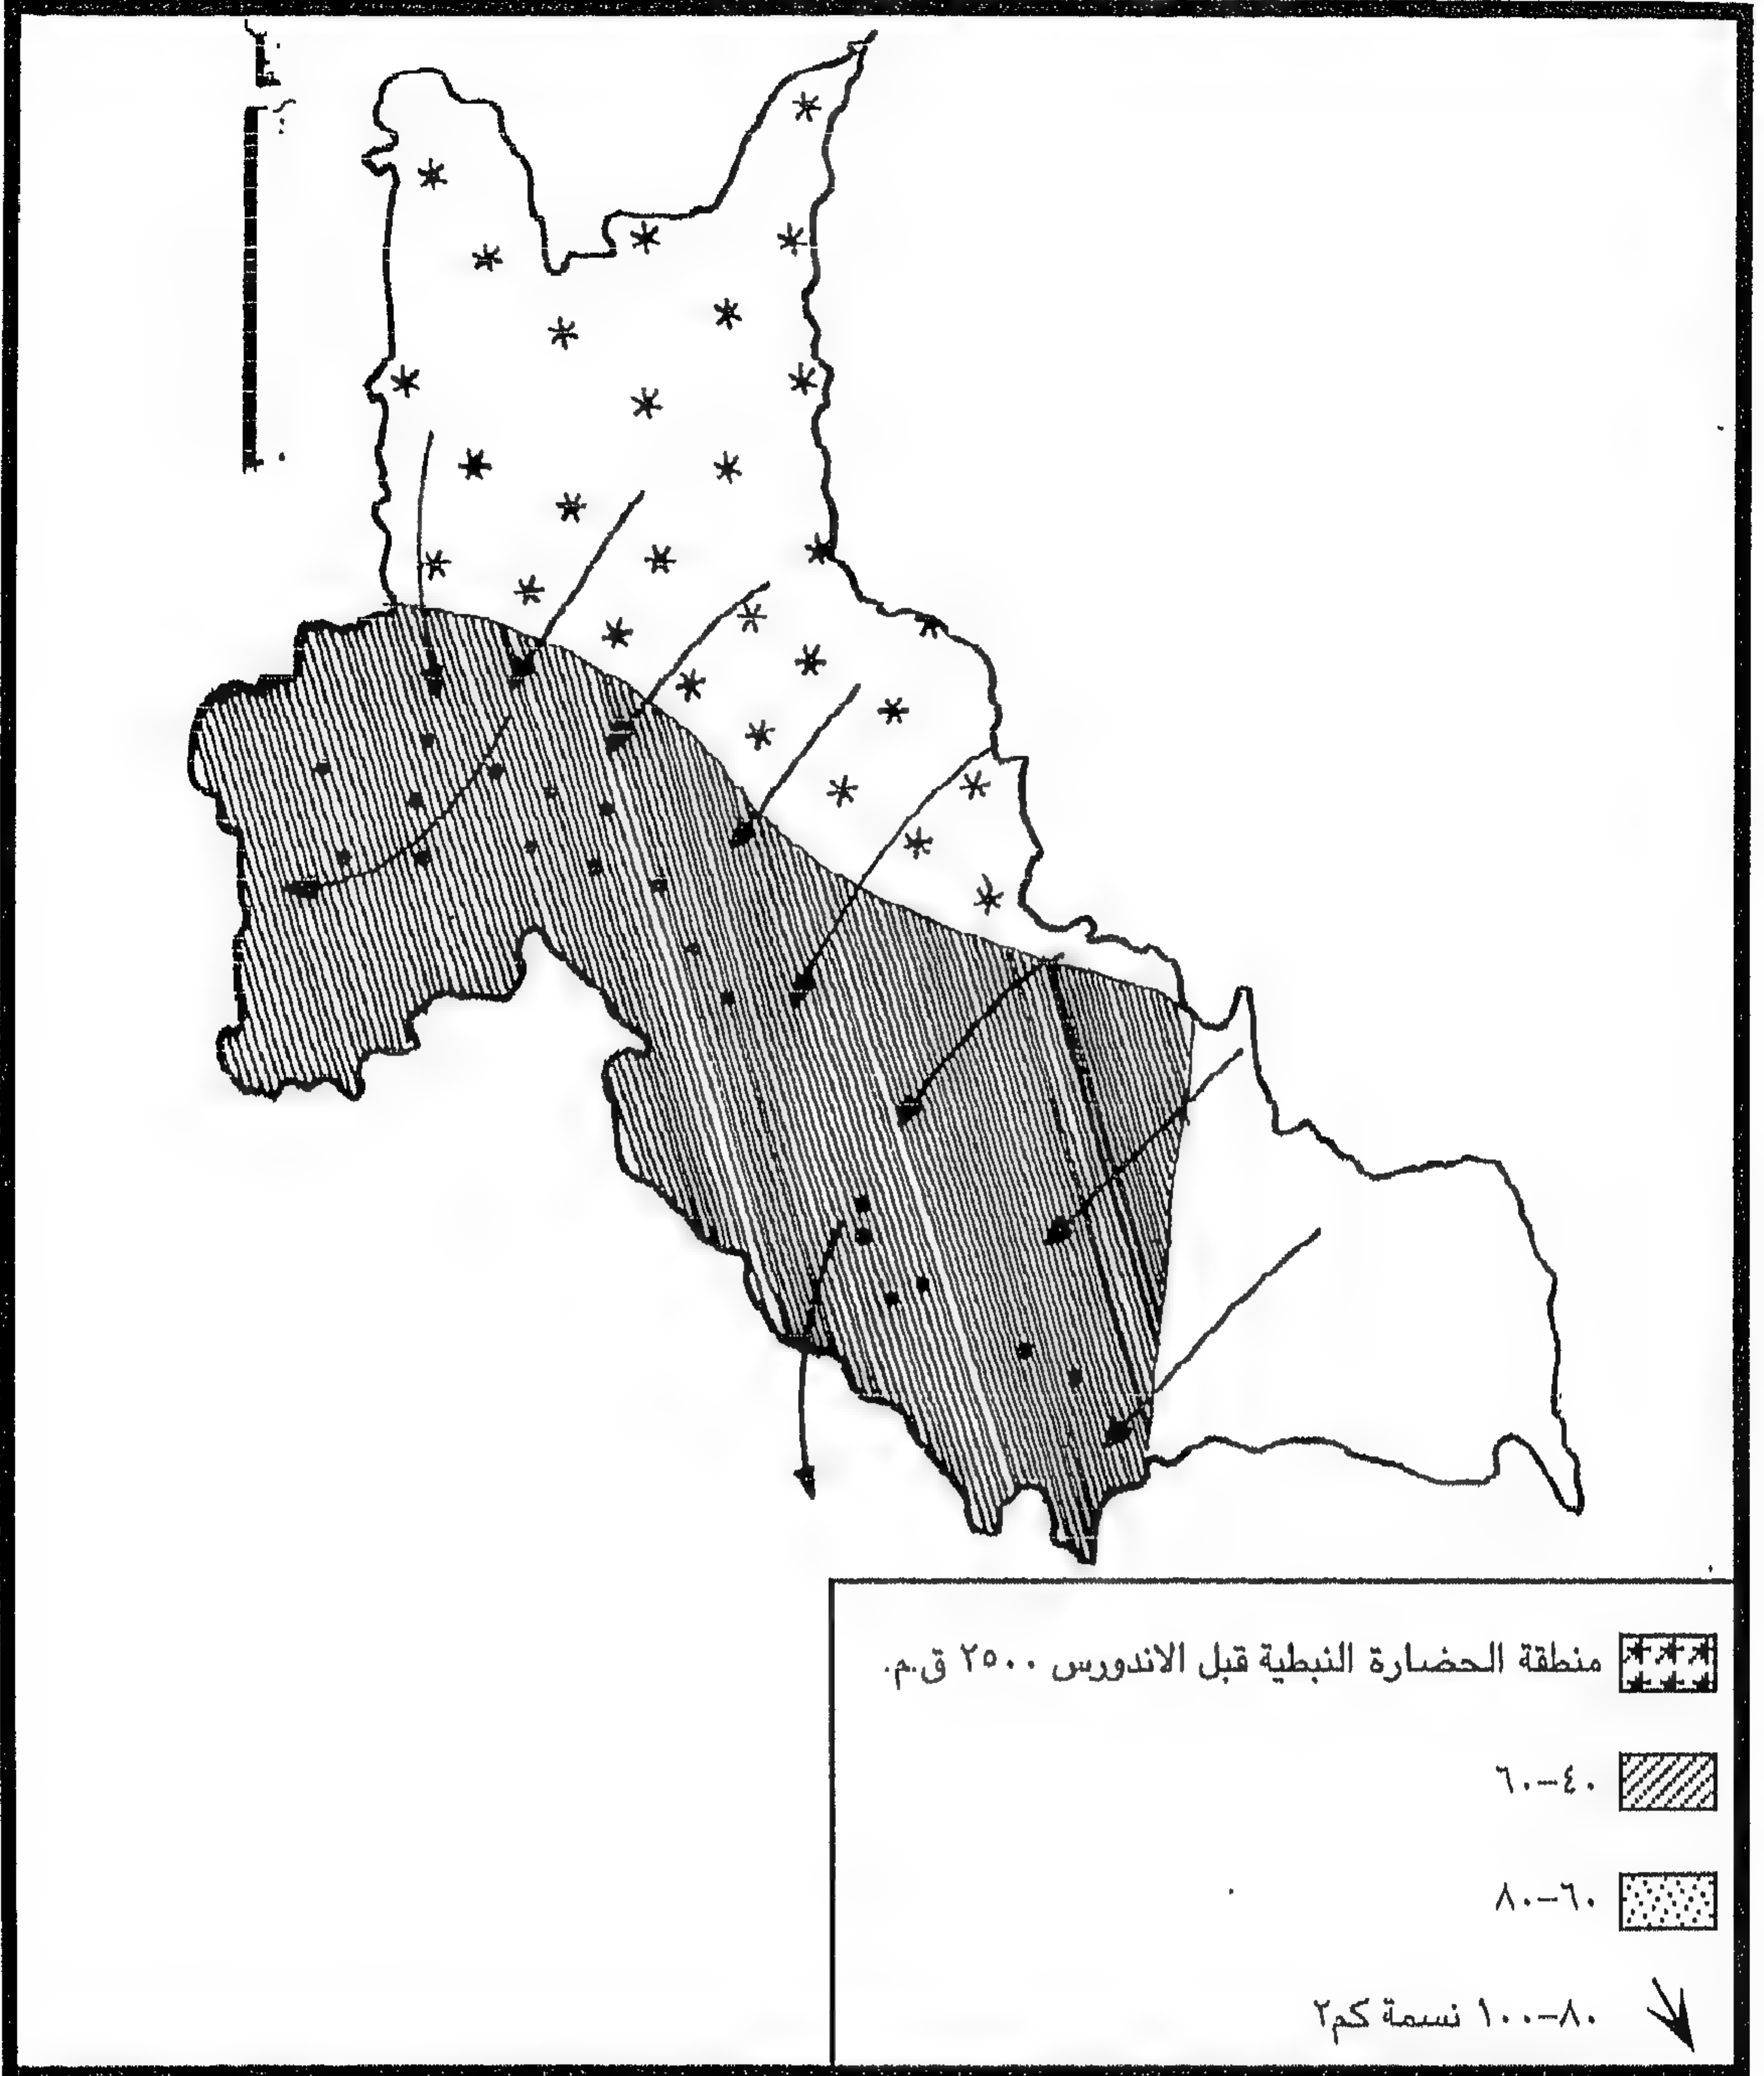 منطقة الحضارة النبطية قبل الاندورس ٢٥٠٠ ق.م.
٤٠-٦٠
٦٠-٨٠
٨٠-١٠٠ نسمة كم٢